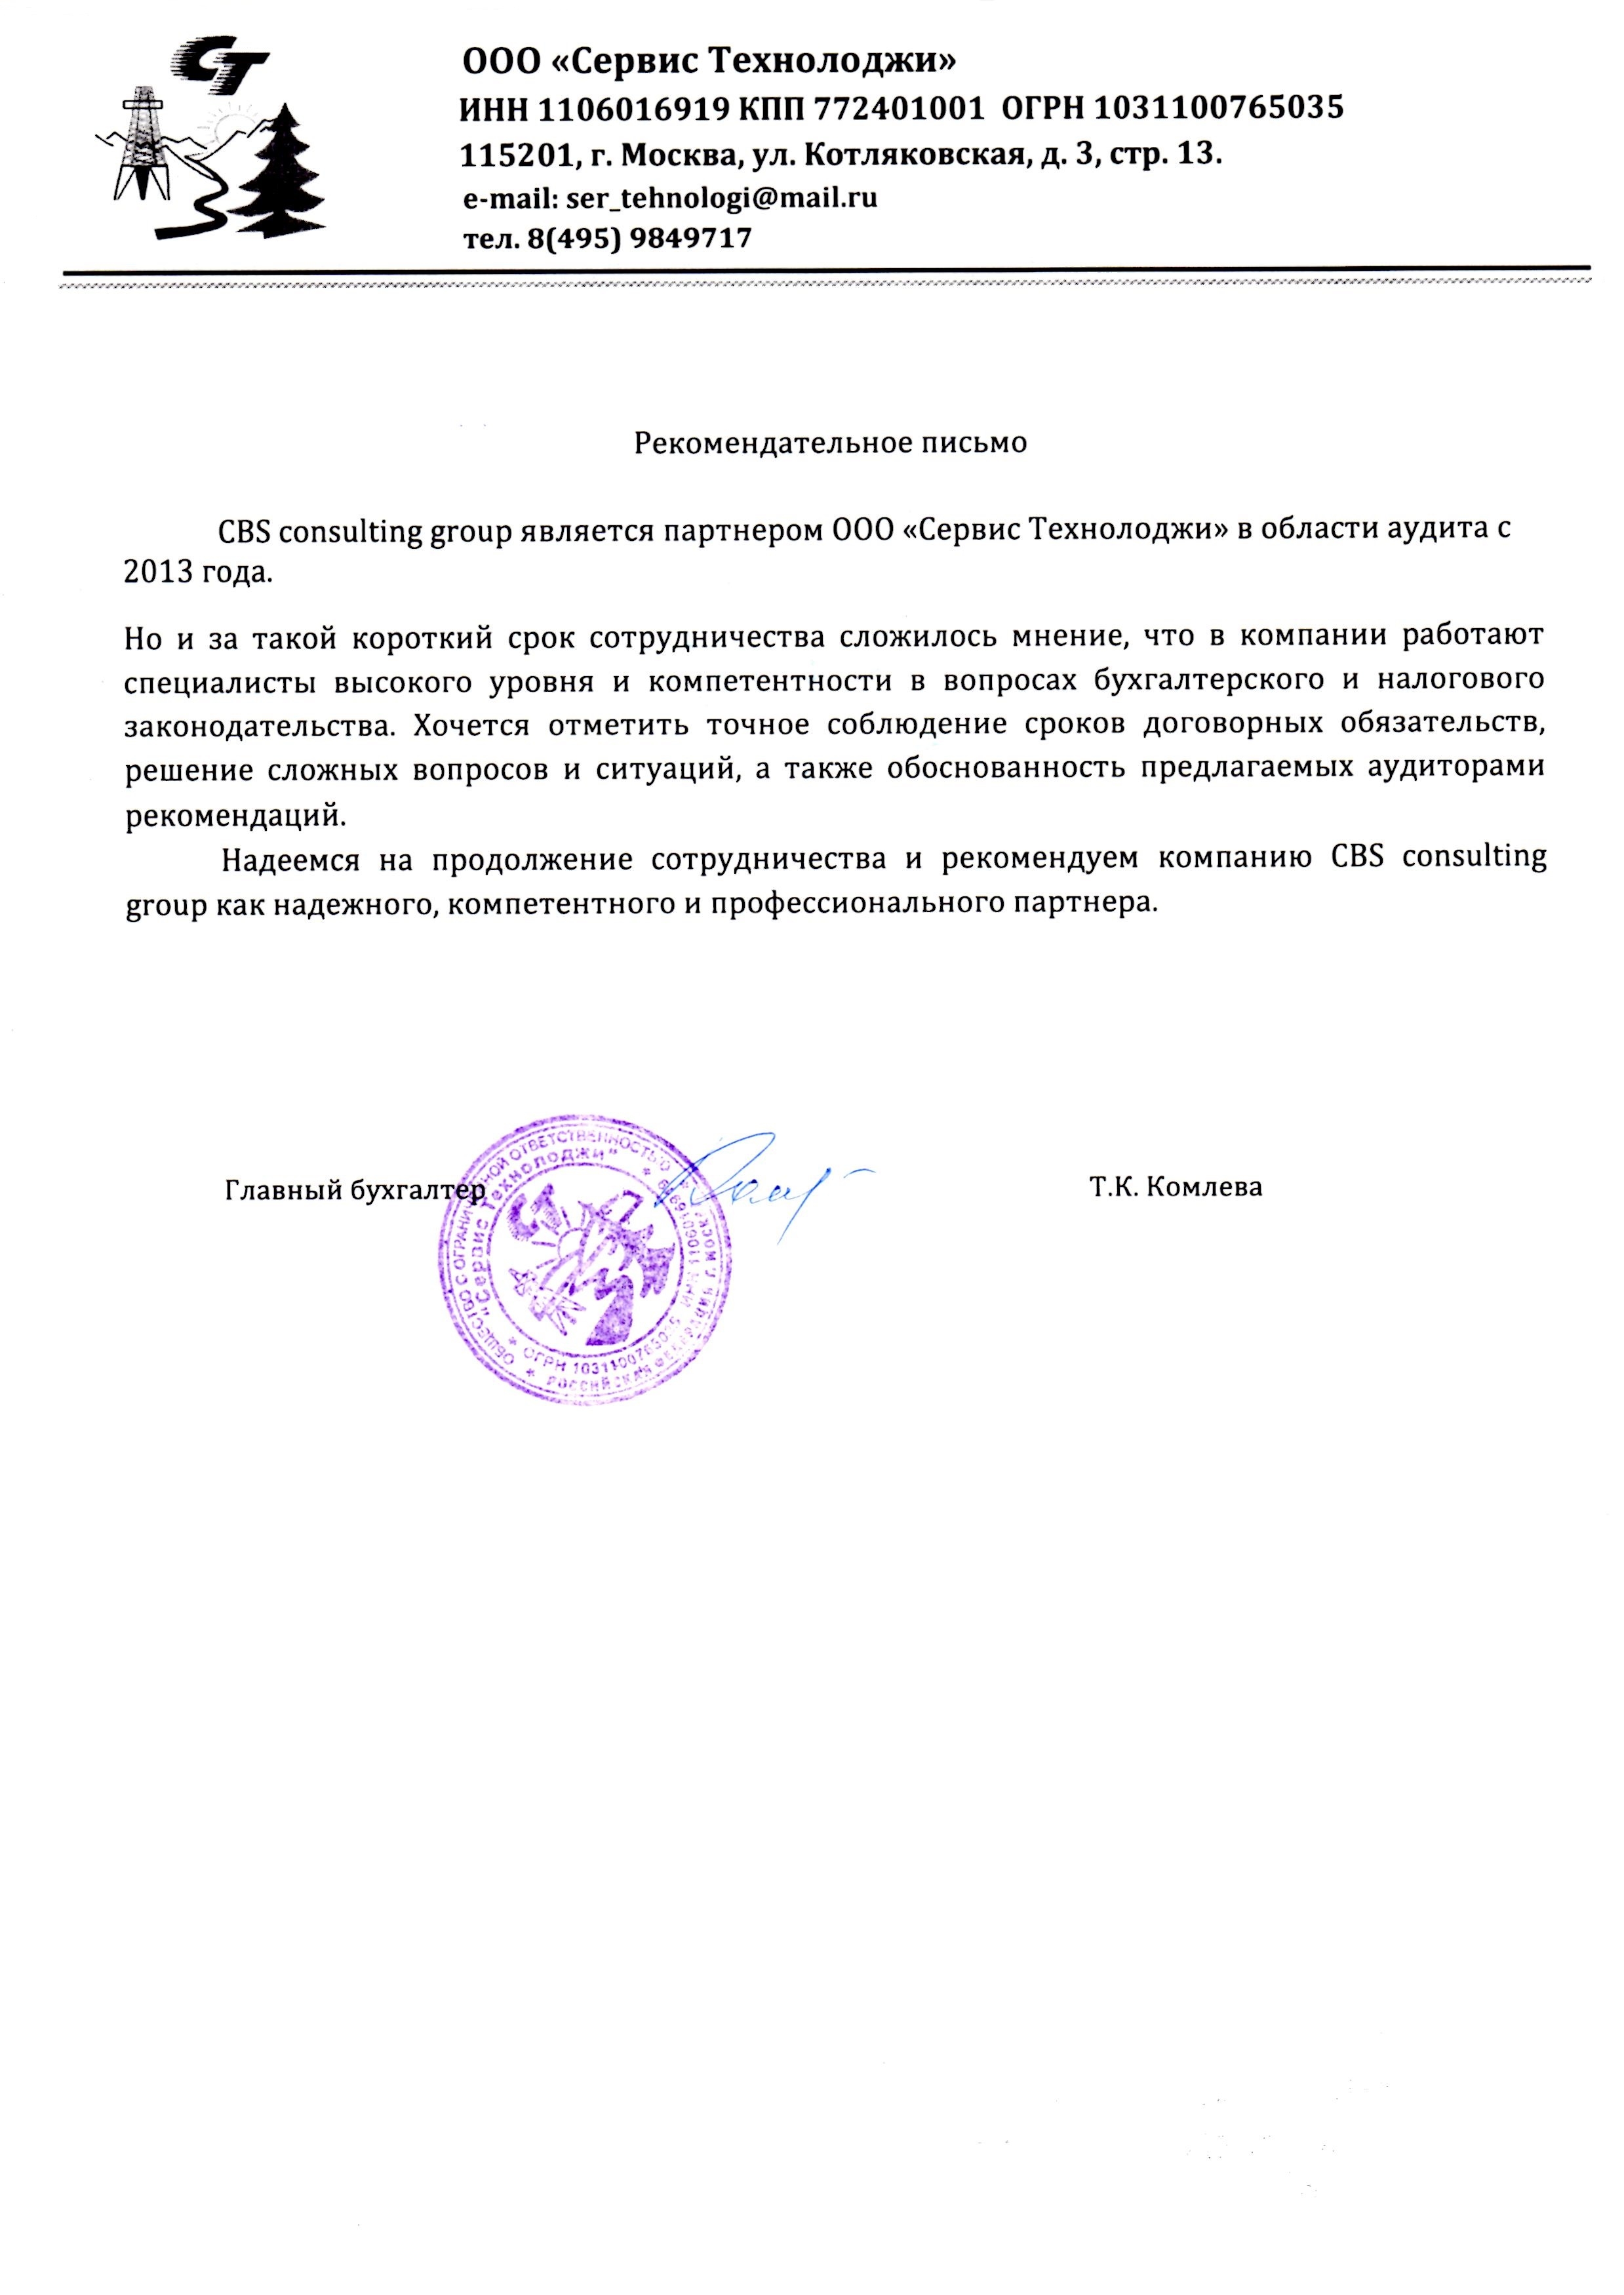 СТ
ООО «Сервис Технолоджи»
ИНН 1106016919 КПП 772401001 ОГРН 1031100765035
115201, г. Москва, ул. Котляковская, д. 3, стр. 13.
e-mail: ser_tehnologi@mail.ru
тел. 8(495) 9849717
Рекомендательное письмо
CBS consulting group является партнером ООО «Сервис Технолоджи» в области аудита с
2013 года.
Но и за такой короткий срок сотрудничества сложилось мнение, что в компании работают
специалисты высокого уровня и компетентности в вопросах бухгалтерского и налогового
законодательства. Хочется отметить точное соблюдение сроков договорных обязательств,
решение сложных вопросов и ситуаций, а также обоснованность предлагаемых аудиторами
рекомендаций.
Надеемся на продолжение сотрудничества и рекомендуем компанию CBS consulting
group как надежного, компетентного и профессионального партнера.
Главный бухгалтер
Т.К. Комлева
ОБЩЕСТВО С ОГРАНИЧЕННОЙ ОТВЕТСТВЕННОСТЬЮ
"Сервис Технолоджи"
СТ
ОГРН 1031100765035